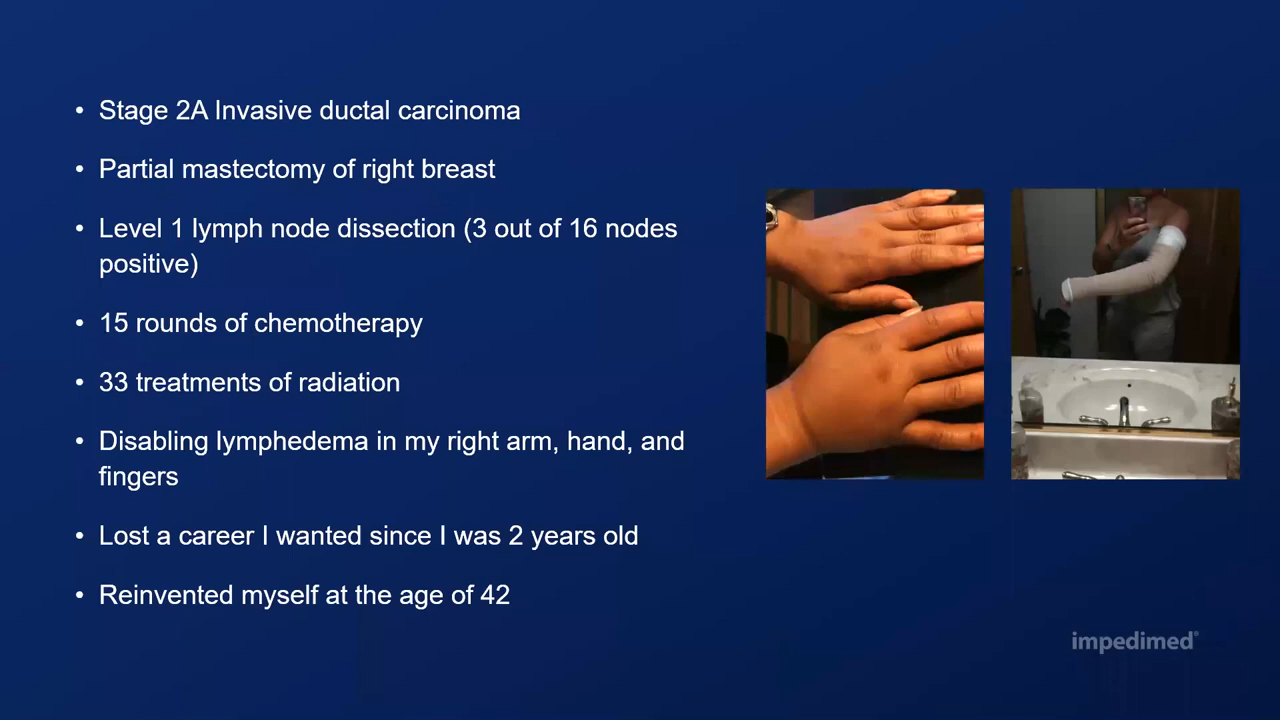 • Stage 2A Invasive ductal carcinoma
• Partial mastectomy of right breast
• Level 1 lymph node dissection (3 out of 16 nodes
positive)
• 15 rounds of chemotherapy
• 33 treatments of radiation
• Disabling lymphedema in my right arm, hand, and
fingers
• Lost a career I wanted since I was 2 years old
• Reinvented myself at the age of 42
impedimed®